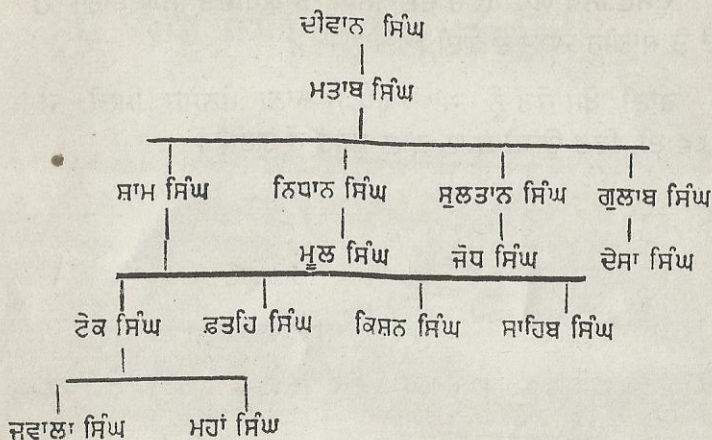 ਦੀਵਾਨ ਸਿੰਘ
ਮਤਾਬ ਸਿੰਘ
ਸ਼ਾਮ ਸਿੰਘ ਨਿਧਾਨ ਸਿੰਘ ਸੁਲਤਾਨ ਸਿੰਘ ਗੁਲਾਬ ਸਿੰਘ
ਮੂਲ ਸਿੰਘ ਜੋਧ ਸਿੰਘ ਦੇਸਾ ਸਿੰਘ
ਟੇਕ ਸਿੰਘ ਫ਼ਤਹਿ ਸਿੰਘ ਕਿਸ਼ਨ ਸਿੰਘ ਸਾਹਿਬ ਸਿੰਘ
ਜਵਾਲਾ ਸਿੰਘ ਮਹਾਂ ਸਿੰਘ